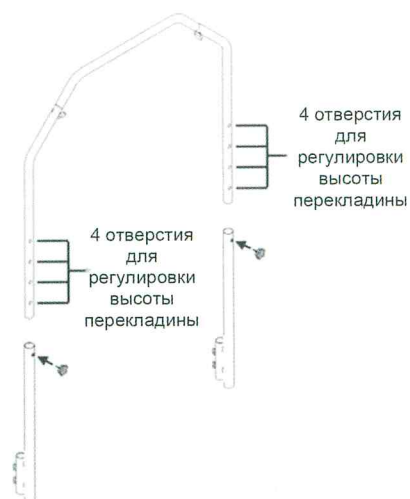 4 отверстия
для
регулировки
высоты
перекладины
4 отверстия
для
регулировки
высоты
перекладины